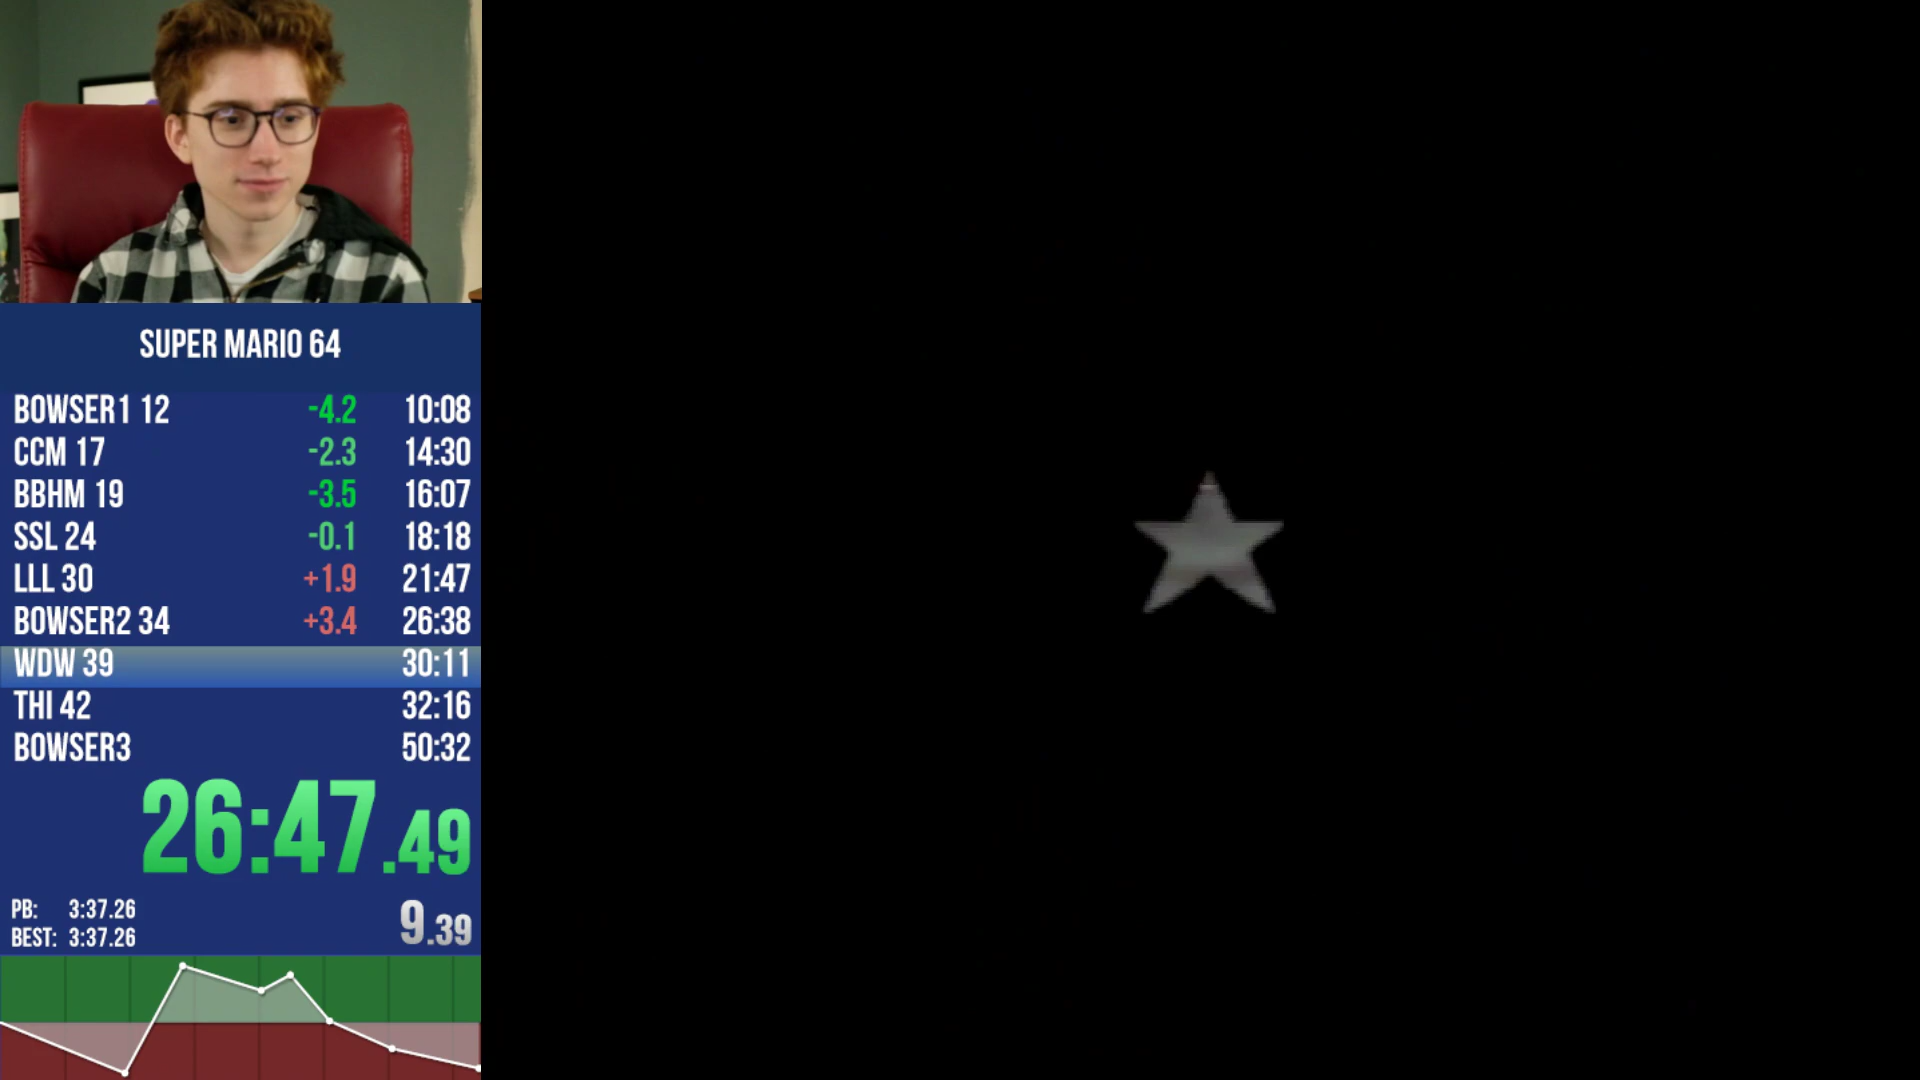 SUPER MARIO 64
BOWSER1 12 -4.2 10:08
CCM 17 -2.3 14:30
BBHM 19 -3.5 16:07
SSL 24 -0.1 18:18
LLL 30 +1.9 21:47
BOWSER2 34 +3.4 26:38
WDW 39 30:11
THI 42 32:16
BOWSER3 50:32
26:47.49
PB: 3:37.26 9.39
BEST: 3:37.26